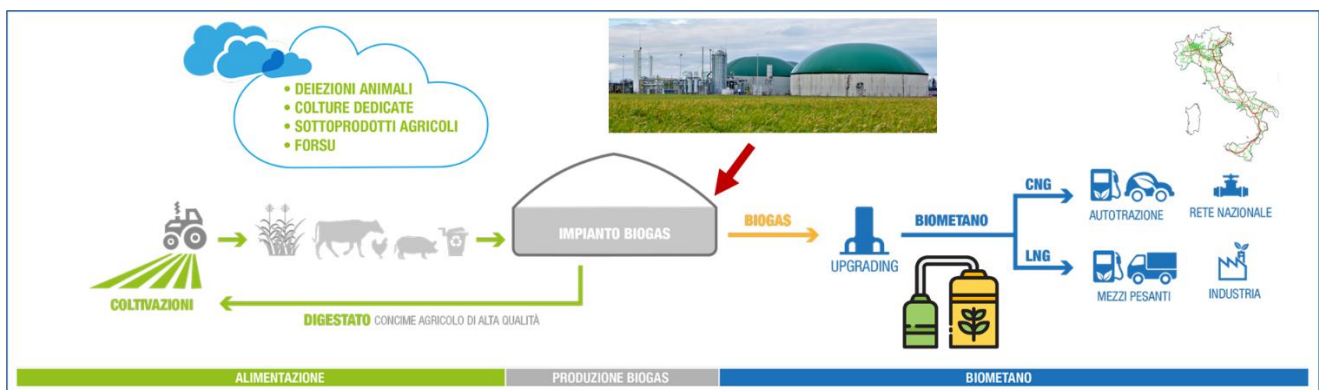 • DEIEZIONI ANIMALI
• COLTURE DEDICATE
• SOTTOPRODOTTI AGRICOLI
• FORSU
COLTIVAZIONI
IMPIANTO BIOGAS
DIGESTATO CONCIME AGRICOLO DI ALTA QUALITÀ
BIOGAS
UPGRADING
BIOMETANO
CNG
AUTOTRAZIONE
RETE NAZIONALE
LNG
MEZZI PESANTI
INDUSTRIA
ALIMENTAZIONE
PRODUZIONE BIOGAS
BIOMETANO